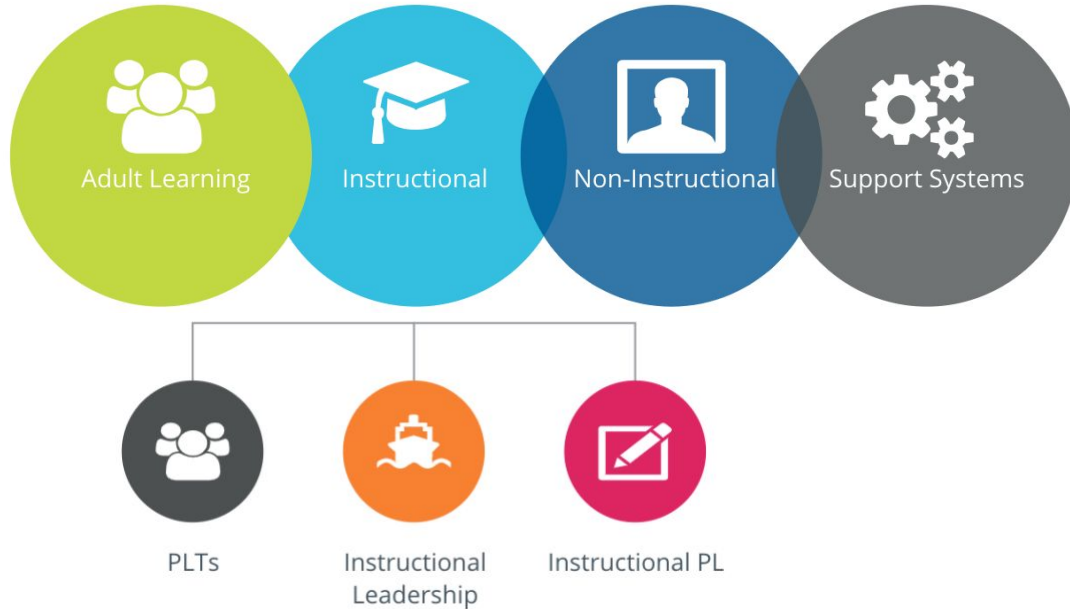 Adult Learning
Instructional
Non-Instructional
Support Systems
PLTs
Instructional
Leadership
Instructional PL